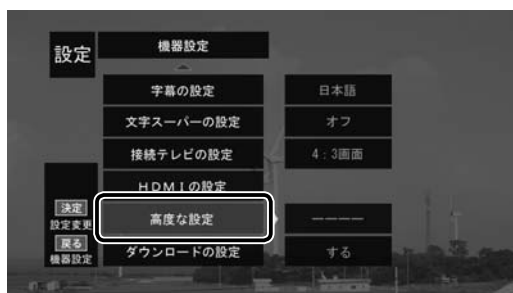 設定
機器設定
字幕の設定
日本語
文字スーパーの設定
オフ
接続テレビの設定
4：3画面
HDMIの設定
高度な設定
－－－－
ダウンロードの設定
する
決定
設定変更
戻る
機器設定